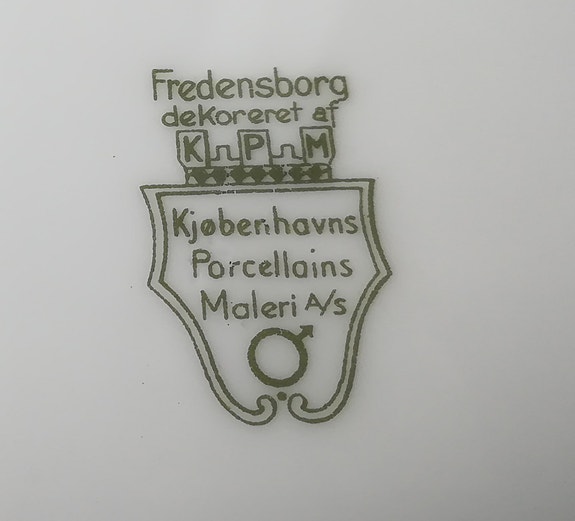 Fredensborg
dekoreret af
K P M
Kjøbenhavns
Porcellains
Maleri A/s